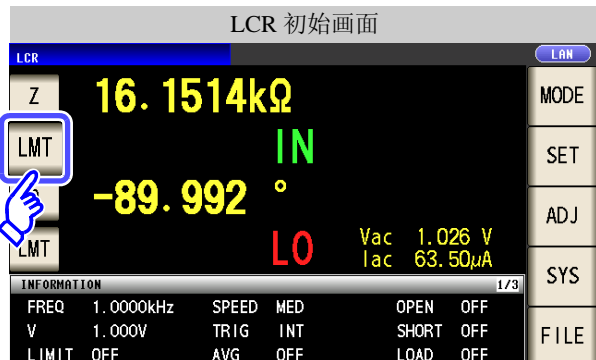 LCR 初始画面
LCR
LAN
Z
16.1514kΩ
MODE
LMT
IN
SET
-89.992 °
ADJ
LMT
LO
Vac 1.026 V
Iac 63.50μA
SYS
INFORMATION 1/3
FREQ 1.0000kHz SPEED MED OPEN OFF
V 1.000V TRIG INT SHORT OFF
FILE
LIMIT OFF AVG OFF LOAD OFF